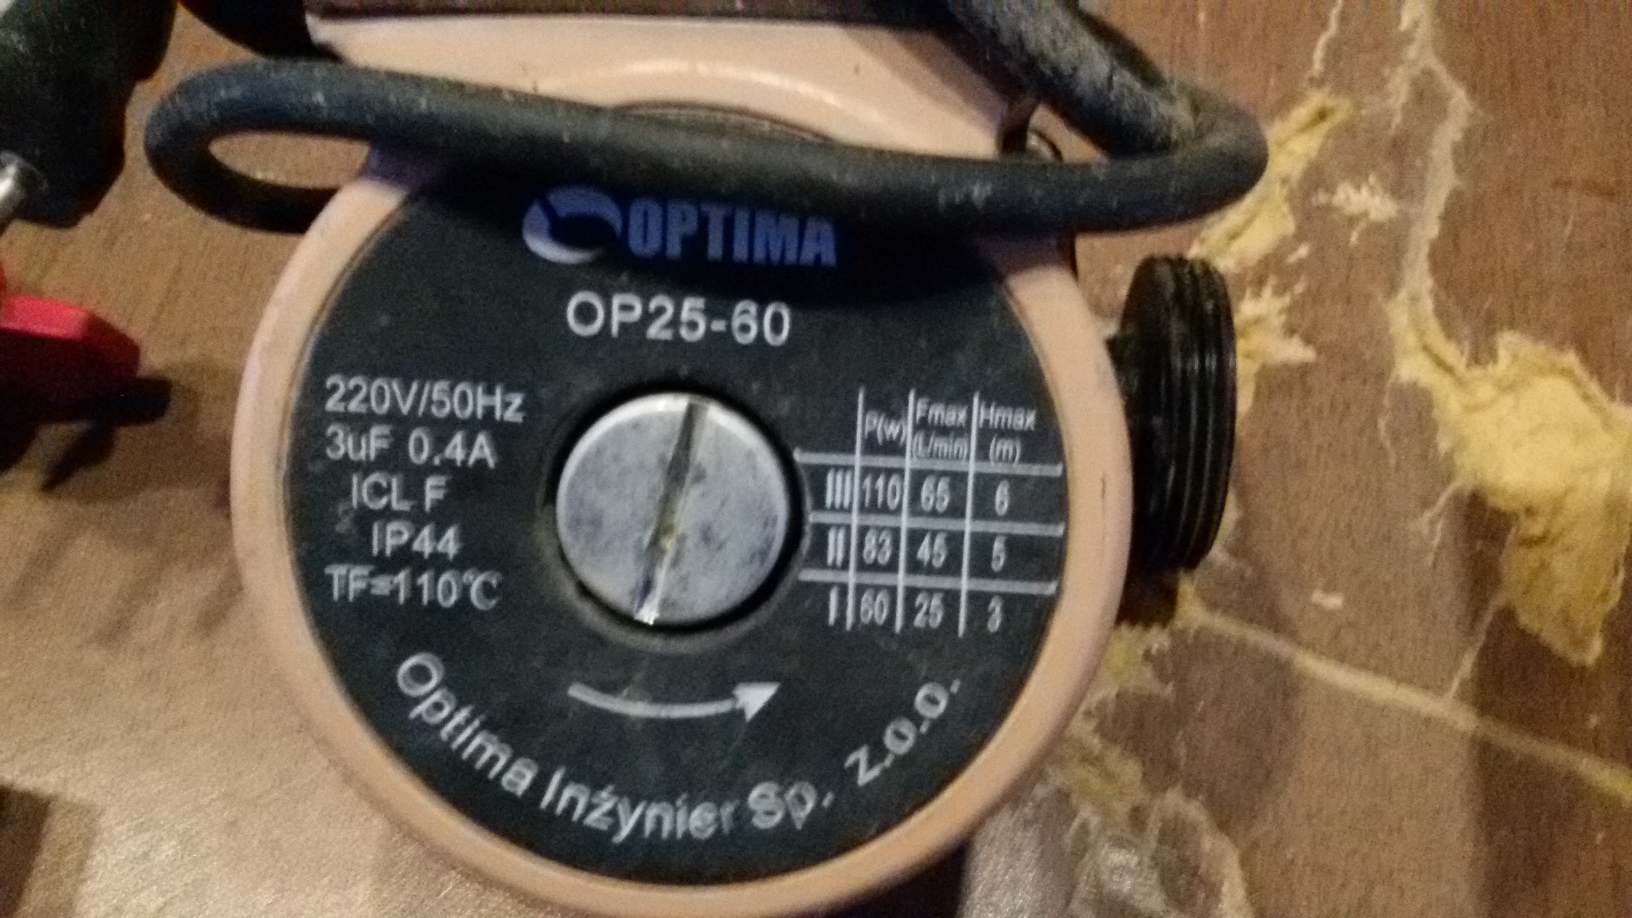 OPTIMA
OP25-60
220V/50Hz
3uF 0.4A
ICL F
IP44
TF=110℃
P(w) Fmax (L/min) Hmax (m)
III 110 65 6
II 83 45 5
I 60 25 3
Optima Inżynier Sp. z.o.o.